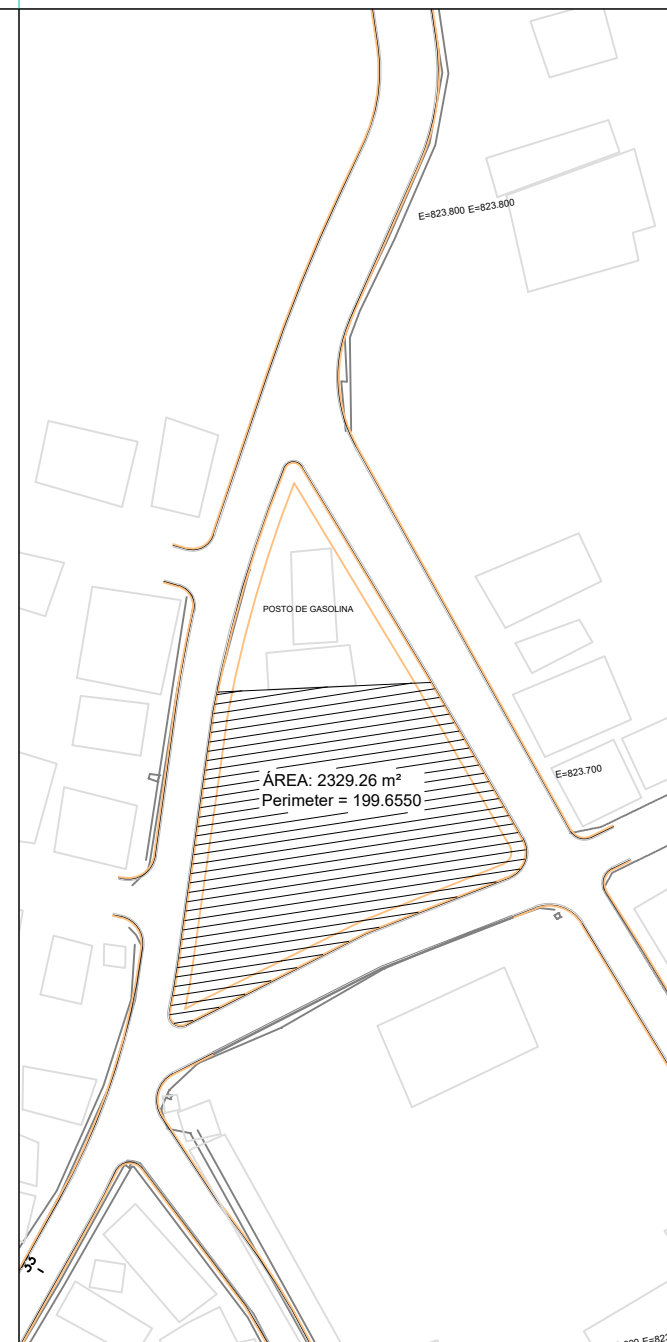 E=823.800 E=823.800
POSTO DE GASOLINA
ÁREA: 2329.26 m²
Perimeter = 199.6550
E=823.700